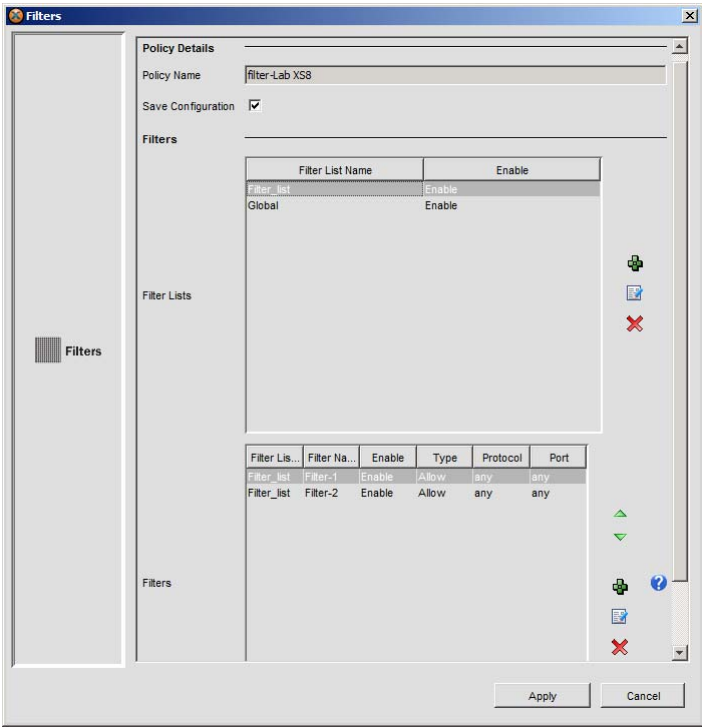 Filters
Policy Details
Policy Name filter-Lab XS8
Save Configuration
Filters
Filter List Name Enable
Filter_list Enable
Global Enable
Filter Lists
Filters
Filter Lis... Filter Na... Enable Type Protocol Port
Filter_list Filter-1 Enable Allow any any
Filter_list Filter-2 Enable Allow any any
Filters
Apply Cancel